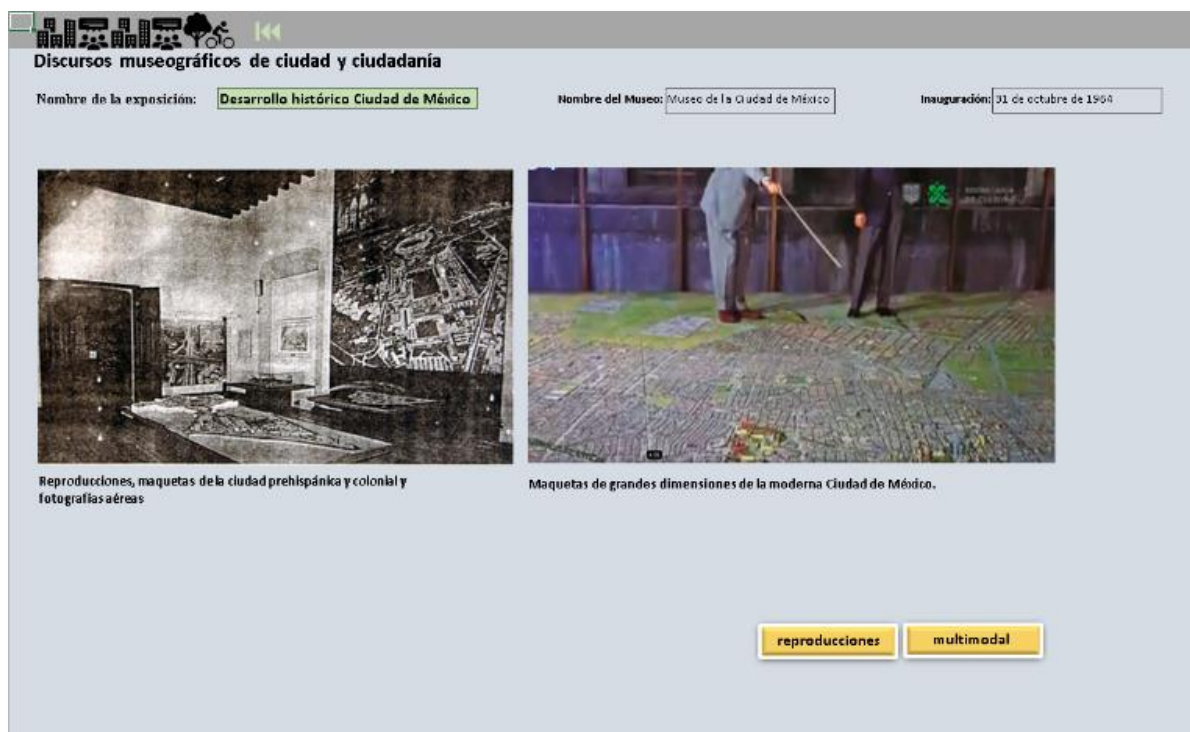 Discursos museográficos de ciudad y ciudadanía
Nombre de la exposición: Desarrollo histórico Ciudad de México Nombre del Museo: Museo de la Ciudad de México Inauguración: 31 de octubre de 1964
Reproducciones, maquetas de la ciudad prehispánica y colonial y
fotografías aéreas
Maquetas de grandes dimensiones de la moderna Ciudad de México.
reproducciones multimodal